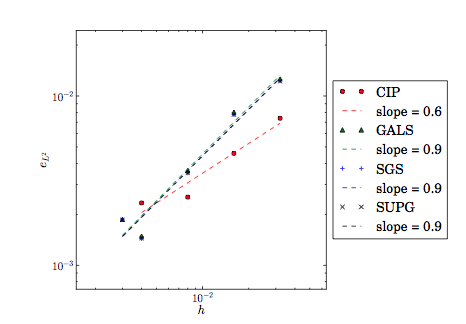 10⁻²
e_{L²}
10⁻³
10⁻²
h
CIP
slope = 0.6
GALS
slope = 0.9
SGS
slope = 0.9
SUPG
slope = 0.9